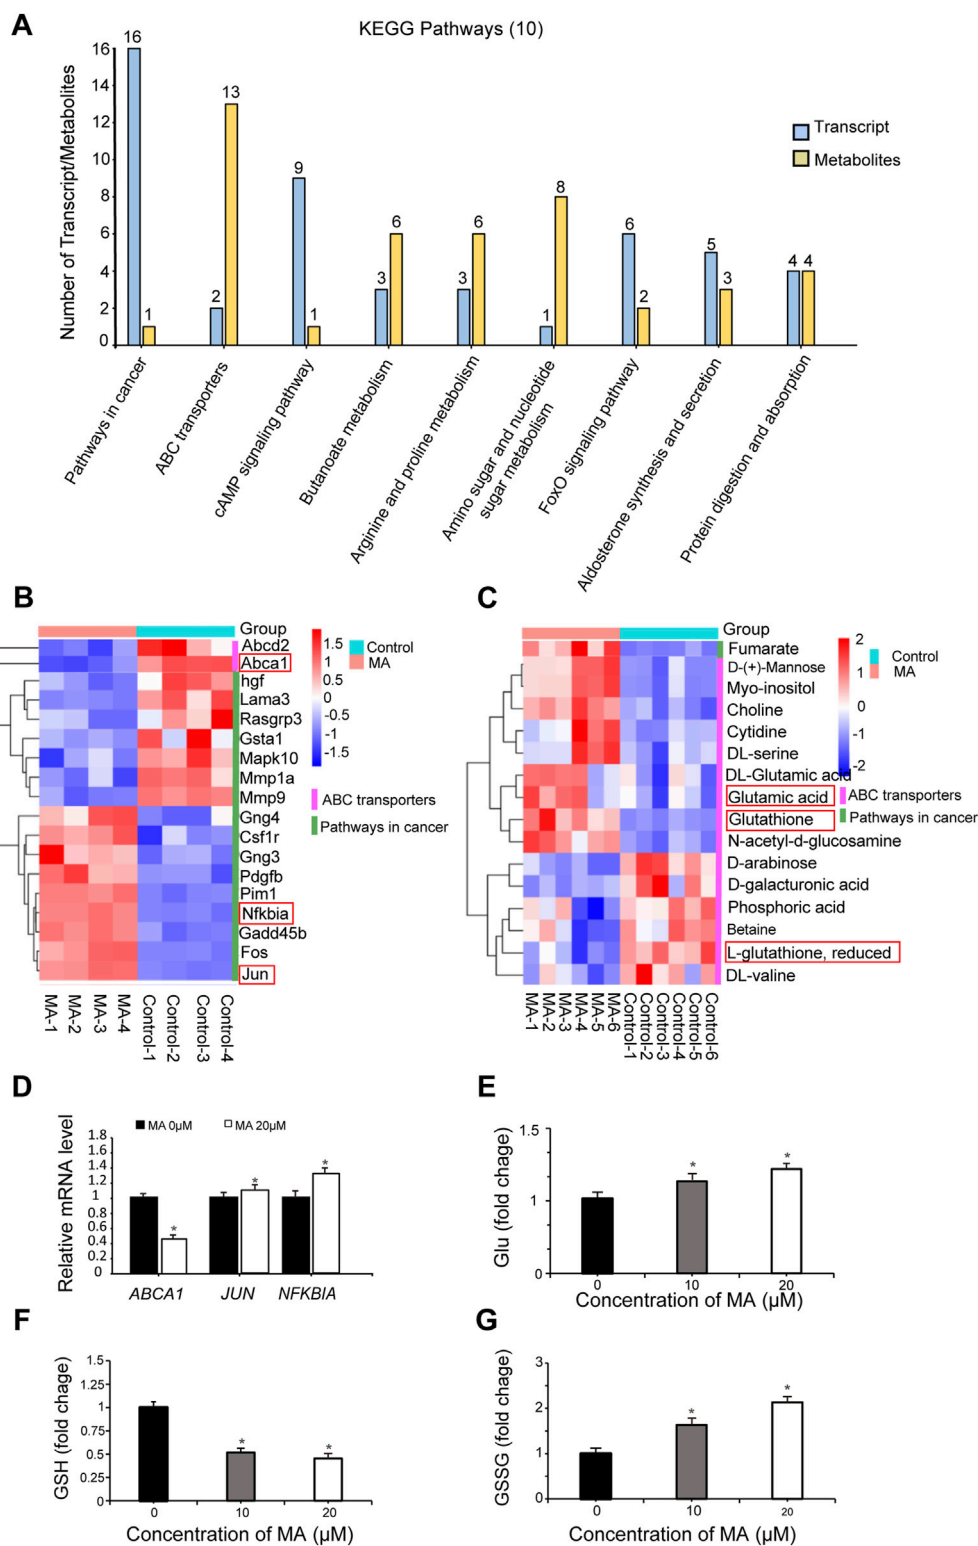 A
KEGG Pathways (10)
Number of Transcript/Metabolites
16
14
12
10
8
6
4
2
0
16
1
2
13
9
1
3
6
3
6
1
8
6
2
5
3
4
4
Transcript
Metabolites
Pathways in cancer
ABC transporters
cAMP signaling pathway
Butanoate metabolism
Arginine and proline metabolism
Amino sugar and nucleotide
sugar metabolism
FoxO signaling pathway
Aldosterone synthesis and secretion
Protein digestion and absorption
B
Group
Abcd2
Abca1
hgf
Lama3
Rasgrp3
Gsta1
Mapk10
Mmp1a
Mmp9
Gng4
Csf1r
Gng3
Pdgfb
Pim1
Nfkbia
Gadd45b
Fos
Jun
1.5
1
0.5
0
-0.5
-1
-1.5
Control
MA
ABC transporters
Pathways in cancer
MA-1
MA-2
MA-3
MA-4
Control-1
Control-2
Control-3
Control-4
C
Group
Fumarate
D-(+)-Mannose
Myo-inositol
Choline
Cytidine
DL-serine
DL-Glutamic acid
Glutamic acid
Glutathione
N-acetyl-d-glucosamine
D-arabinose
D-galacturonic acid
Phosphoric acid
Betaine
L-glutathione, reduced
DL-valine
2
1
0
-1
-2
Control
MA
ABC transporters
Pathways in cancer
MA-1
MA-2
MA-3
MA-4
MA-5
MA-6
Control-1
Control-2
Control-3
Control-4
Control-5
Control-6
D
Relative mRNA level
MA 0μM
MA 20μM
1.8
1.4
1.2
1
0.8
0.6
0.4
0.2
0
*
*
*
ABCA1
JUN
NFKBIA
E
Glu (fold chage)
1.5
1
0
*
*
0
10
20
Concentration of MA (μM)
F
GSH (fold chage)
1.5
1.25
1
0.75
0.5
0.25
0
*
*
0
10
20
Concentration of MA (μM)
G
GSSG (fold chage)
3
2
1
0
*
*
0
10
20
Concentration of MA (μM)